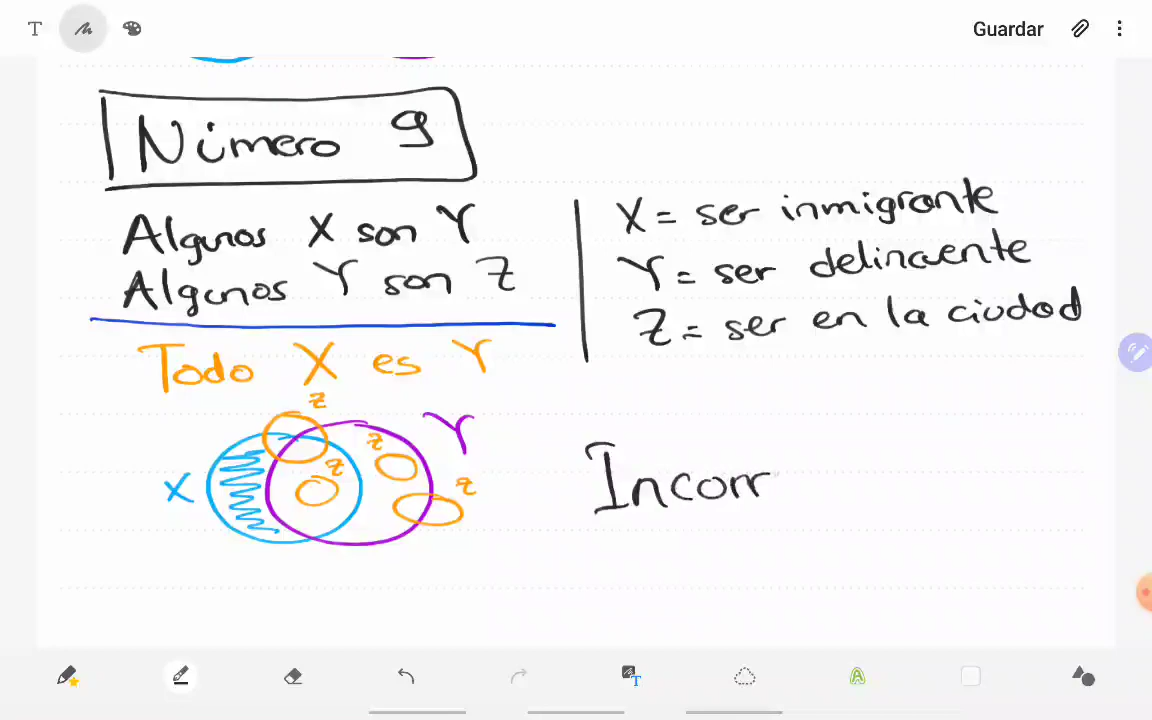 T
Guardar
Número 9
Algunos X son Y
Algunos Y son Z
Todo X es Y
X = ser inmigrante
Y = ser delincuente
Z = ser en la ciudad
z
Y
z
z
z
X
Incorr
T
A